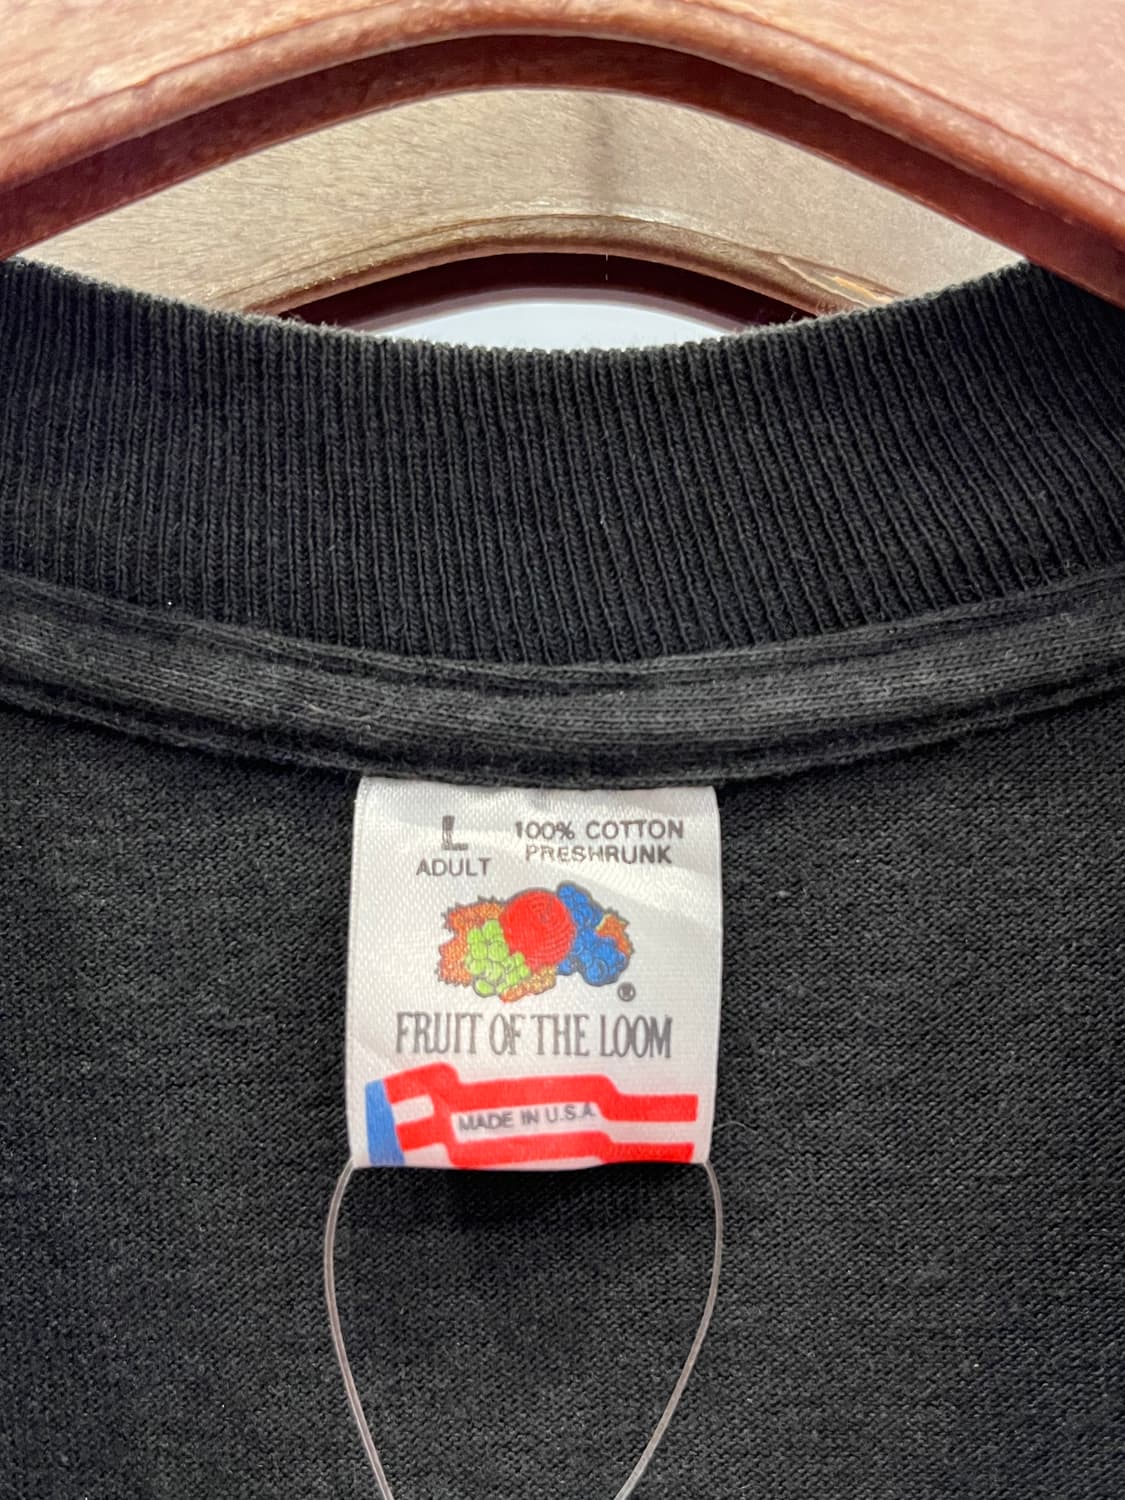 L 100% COTTON
ADULT PRESHRUNK
®
FRUIT OF THE LOOM
MADE IN U.S.A.